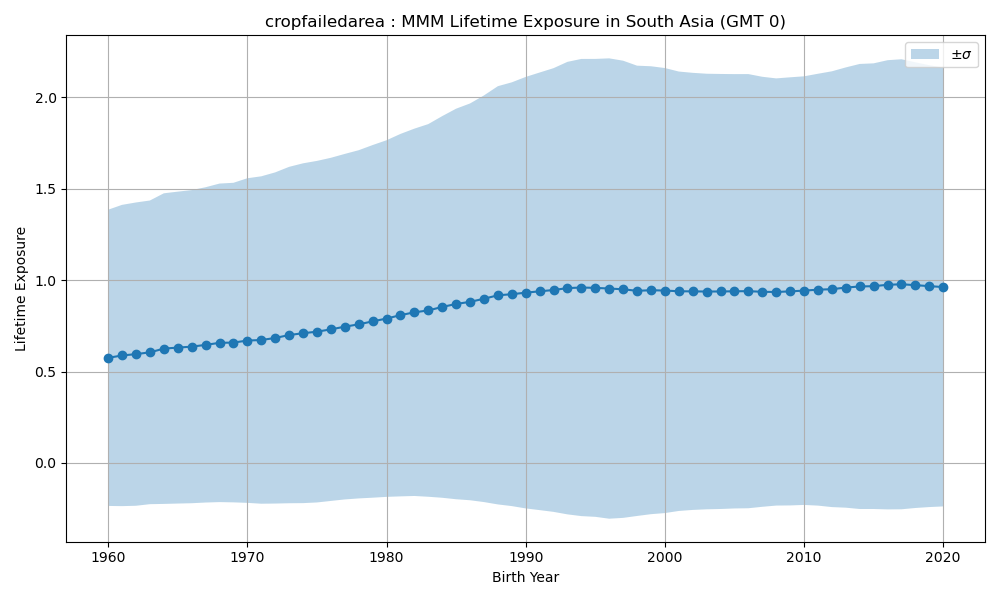 cropfailedarea : MMM Lifetime Exposure in South Asia (GMT 0)
±σ
Lifetime Exposure
2.0
1.5
1.0
0.5
0.0
1960 1970 1980 1990 2000 2010 2020
Birth Year